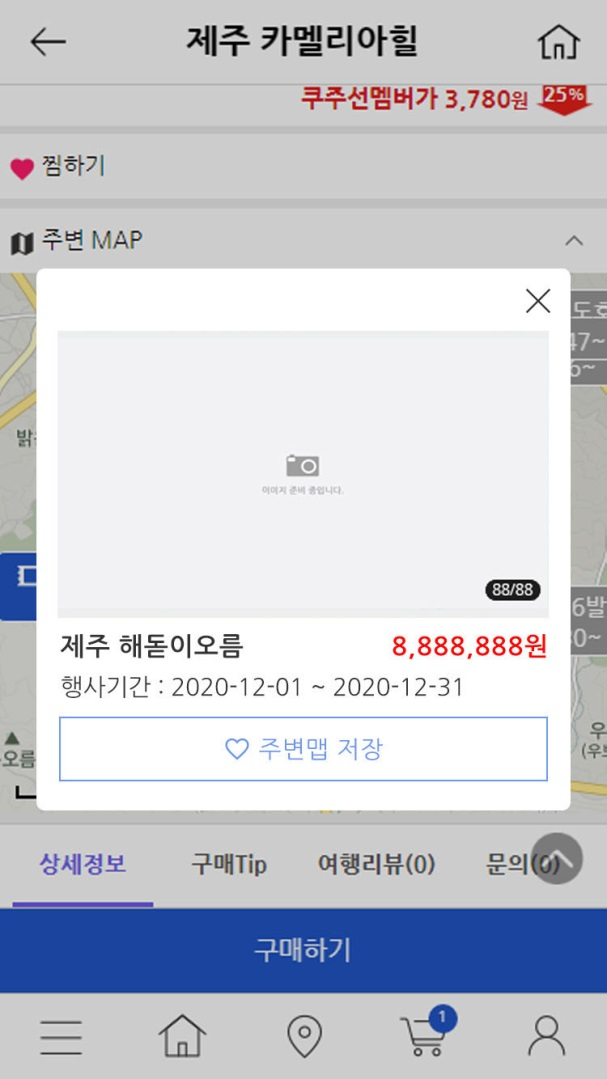 제주 카멜리아힐
쿠주선멤버가 3,780원 25%
찜하기
주변 MAP
이미지 준비 중입니다.
88/88
제주 해돋이오름 8,888,888원
행사기간 : 2020-12-01 ~ 2020-12-31
주변맵 저장
상세정보 구매Tip 여행리뷰(0) 문의(0)
구매하기
1